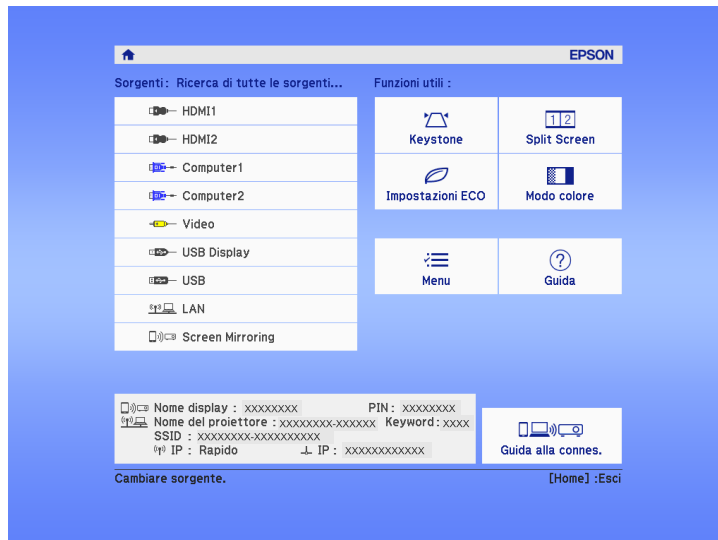 EPSON
Sorgenti: Ricerca di tutte le sorgenti...
HDMI1
HDMI2
Computer1
Computer2
Video
USB Display
USB
LAN
Screen Mirroring
Funzioni utili :
Keystone
1 2
Split Screen
Impostazioni ECO
Modo colore
Menu
?
Guida
Nome display : XXXXXXXX PIN: XXXXXXXX
Nome del proiettore : XXXXXXXX-XXXXXX Keyword: XXXX
SSID : XXXXXXXX-XXXXXXXXXX
IP : Rapido IP : XXXXXXXXXXXX
Guida alla connes.
Cambiare sorgente. [Home] :Esci